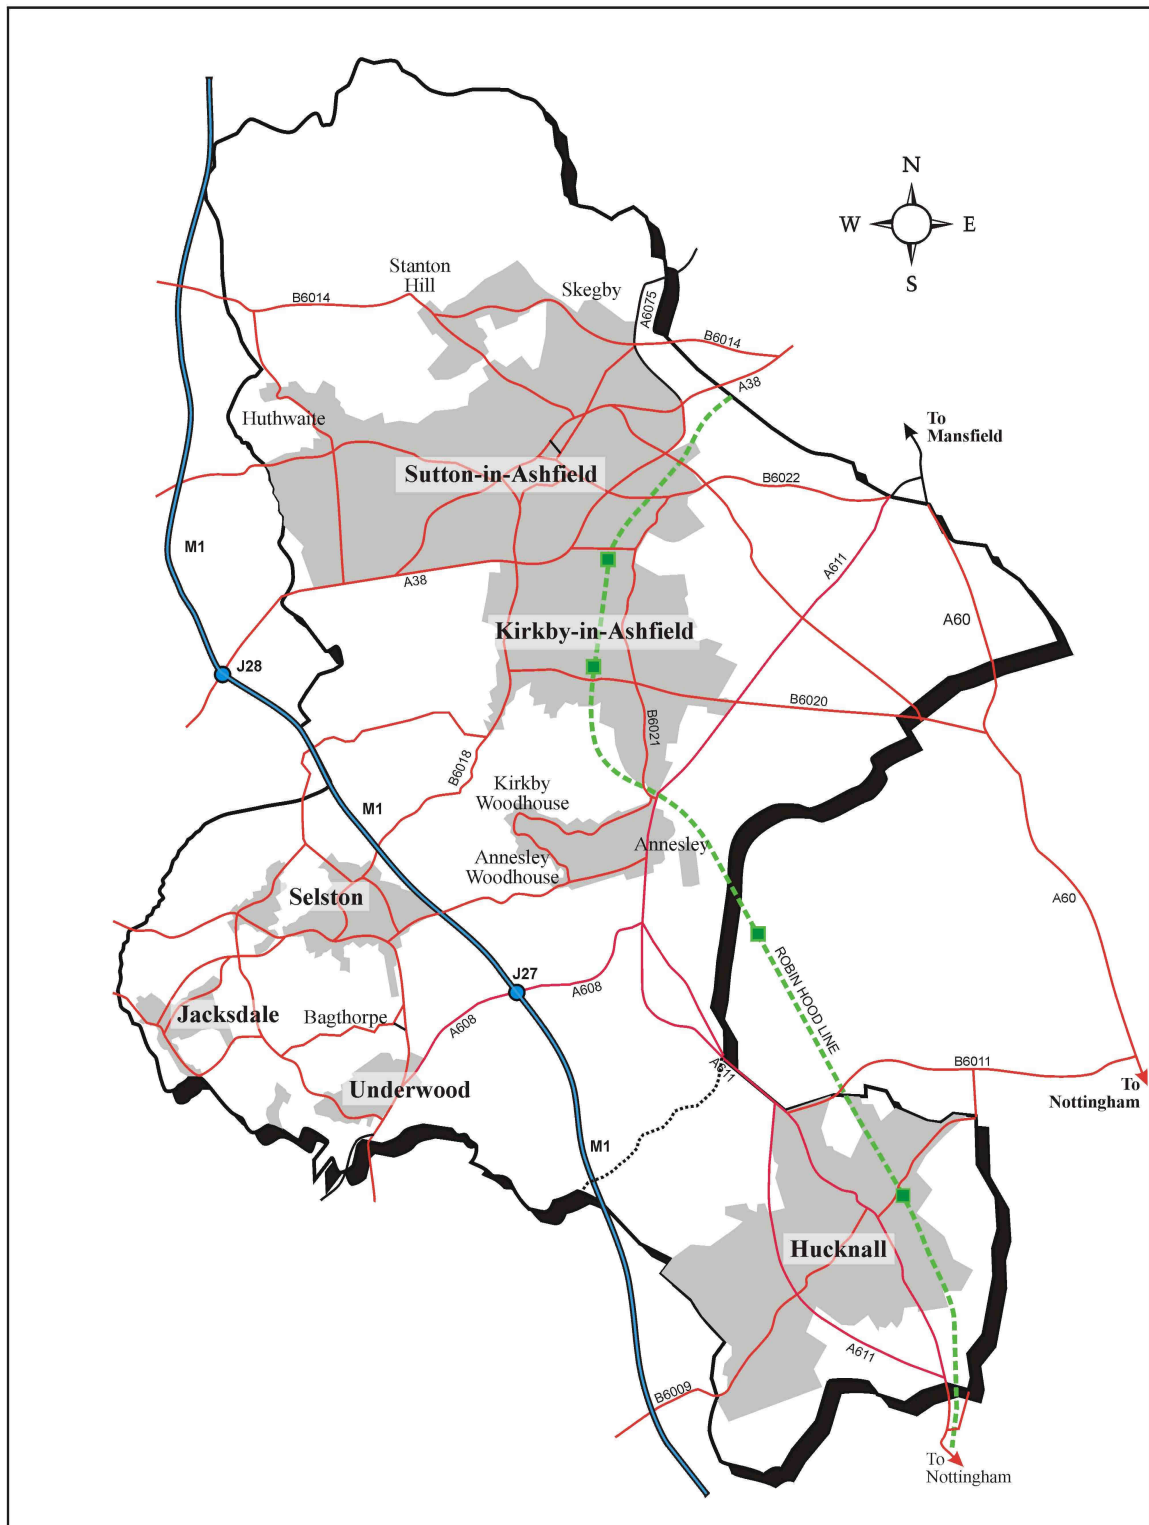 N
W
E
S
Stanton
Hill
Skegby
B6014
A6075
B6014
A38
Huthwaite
To
Mansfield
Sutton-in-Ashfield
B6022
M1
A38
A611
Kirkby-in-Ashfield
A60
J28
B6020
B6021
B6018
Kirkby
Woodhouse
M1
Annesley
Annesley
Woodhouse
Selston
A60
ROBIN HOOD LINE
J27
A608
A608
Jacksdale
Bagthorpe
Underwood
A611
B6011
To
Nottingham
M1
Hucknall
A611
B6009
To
Nottingham